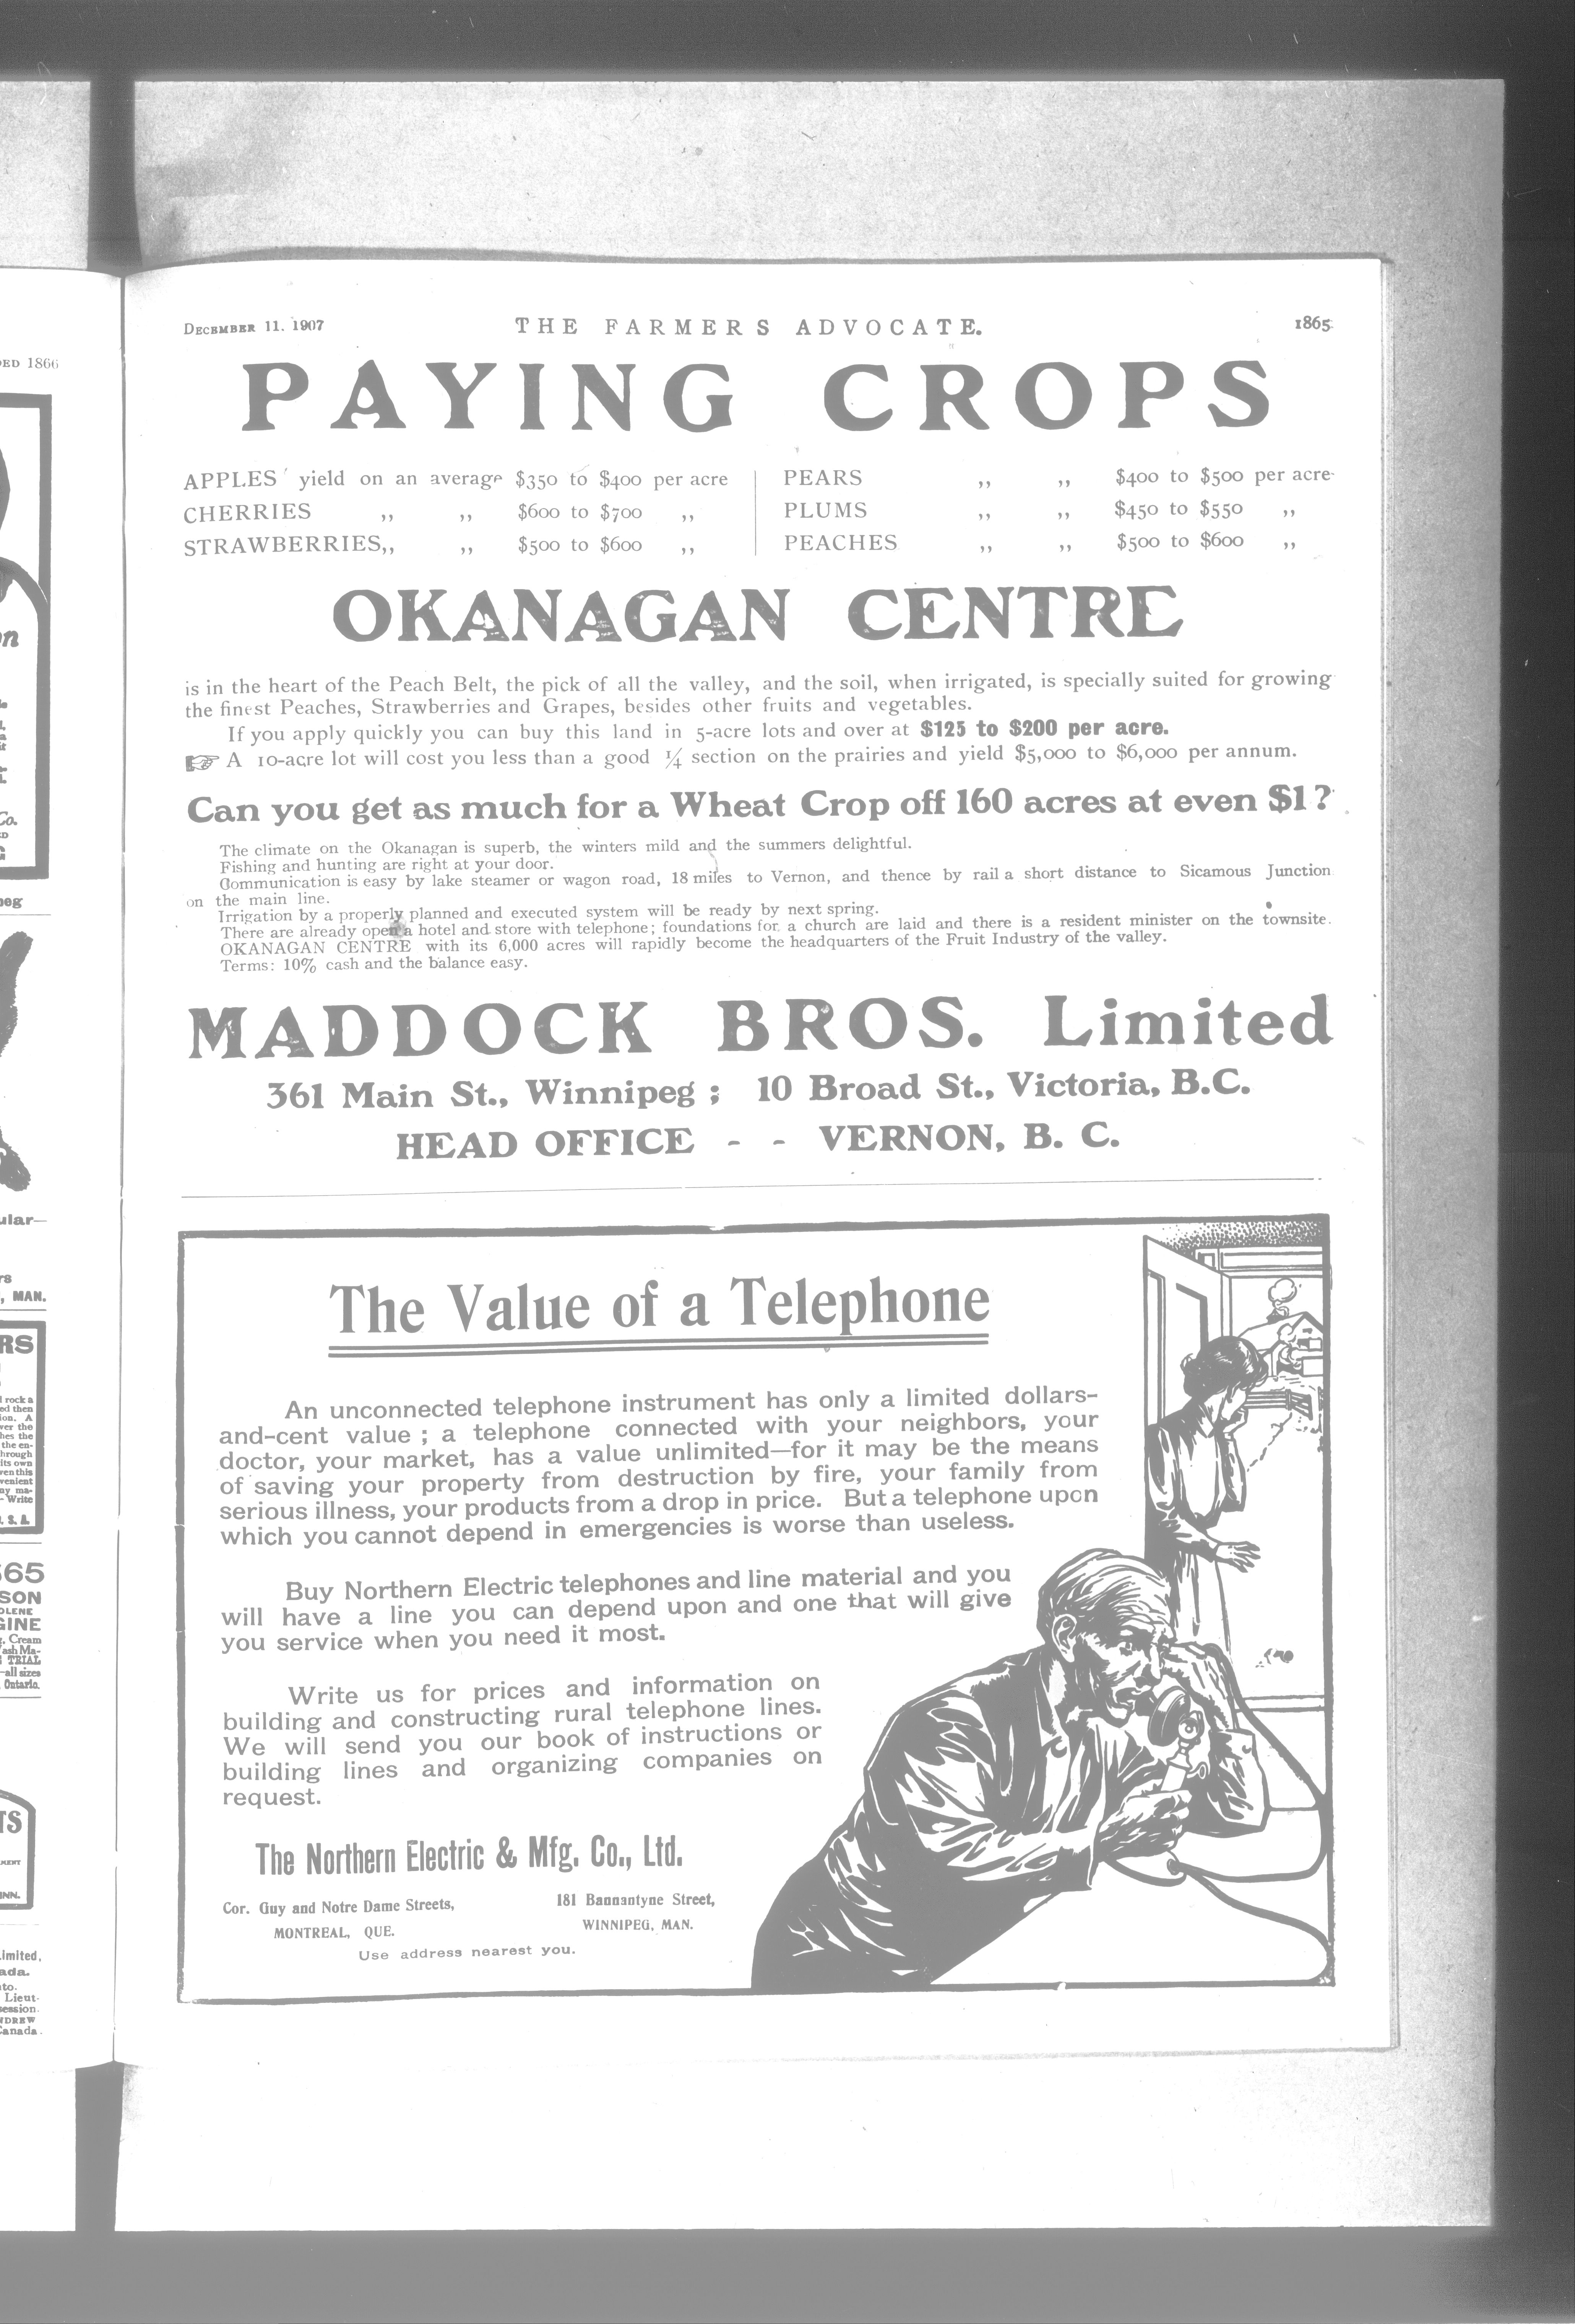 DECEMBER 11. 1907 THE FARMERS ADVOCATE. 1865
PAYING CROPS
APPLES yield on an average $350 to $400 per acre
CHERRIES ,, ,, $600 to $700 ,,
STRAWBERRIES,, ,, $500 to $600 ,,
PEARS ,, ,, $400 to $500 per acre
PLUMS ,, ,, $450 to $550 ,,
PEACHES ,, ,, $500 to $600 ,,
OKANAGAN CENTRE
is in the heart of the Peach Belt, the pick of all the valley, and the soil, when irrigated, is specially suited for growing
the finest Peaches, Strawberries and Grapes, besides other fruits and vegetables.
If you apply quickly you can buy this land in 5-acre lots and over at $125 to $200 per acre.
☞ A 10-acre lot will cost you less than a good ¼ section on the prairies and yield $5,000 to $6,000 per annum.
Can you get as much for a Wheat Crop off 160 acres at even $1?
The climate on the Okanagan is superb, the winters mild and the summers delightful.
Fishing and hunting are right at your door.
Communication is easy by lake steamer or wagon road, 18 miles to Vernon, and thence by rail a short distance to Sicamous Junction
on the main line.
Irrigation by a properly planned and executed system will be ready by next spring.
There are already open a hotel and store with telephone; foundations for a church are laid and there is a resident minister on the townsite.
OKANAGAN CENTRE with its 6,000 acres will rapidly become the headquarters of the Fruit Industry of the valley.
Terms: 10% cash and the balance easy.
MADDOCK BROS. Limited
361 Main St., Winnipeg ; 10 Broad St., Victoria, B.C.
HEAD OFFICE - - VERNON, B. C.
The Value of a Telephone
An unconnected telephone instrument has only a limited dollars-
and-cent value ; a telephone connected with your neighbors, your
doctor, your market, has a value unlimited—for it may be the means
of saving your property from destruction by fire, your family from
serious illness, your products from a drop in price. But a telephone upon
which you cannot depend in emergencies is worse than useless.
Buy Northern Electric telephones and line material and you
will have a line you can depend upon and one that will give
you service when you need it most.
Write us for prices and information on
building and constructing rural telephone lines.
We will send you our book of instructions or
building lines and organizing companies on
request.
The Northern Electric & Mfg. Co., Ltd.
Cor. Guy and Notre Dame Streets,
MONTREAL, QUE.
181 Bannantyne Street,
WINNIPEG, MAN.
Use address nearest you.